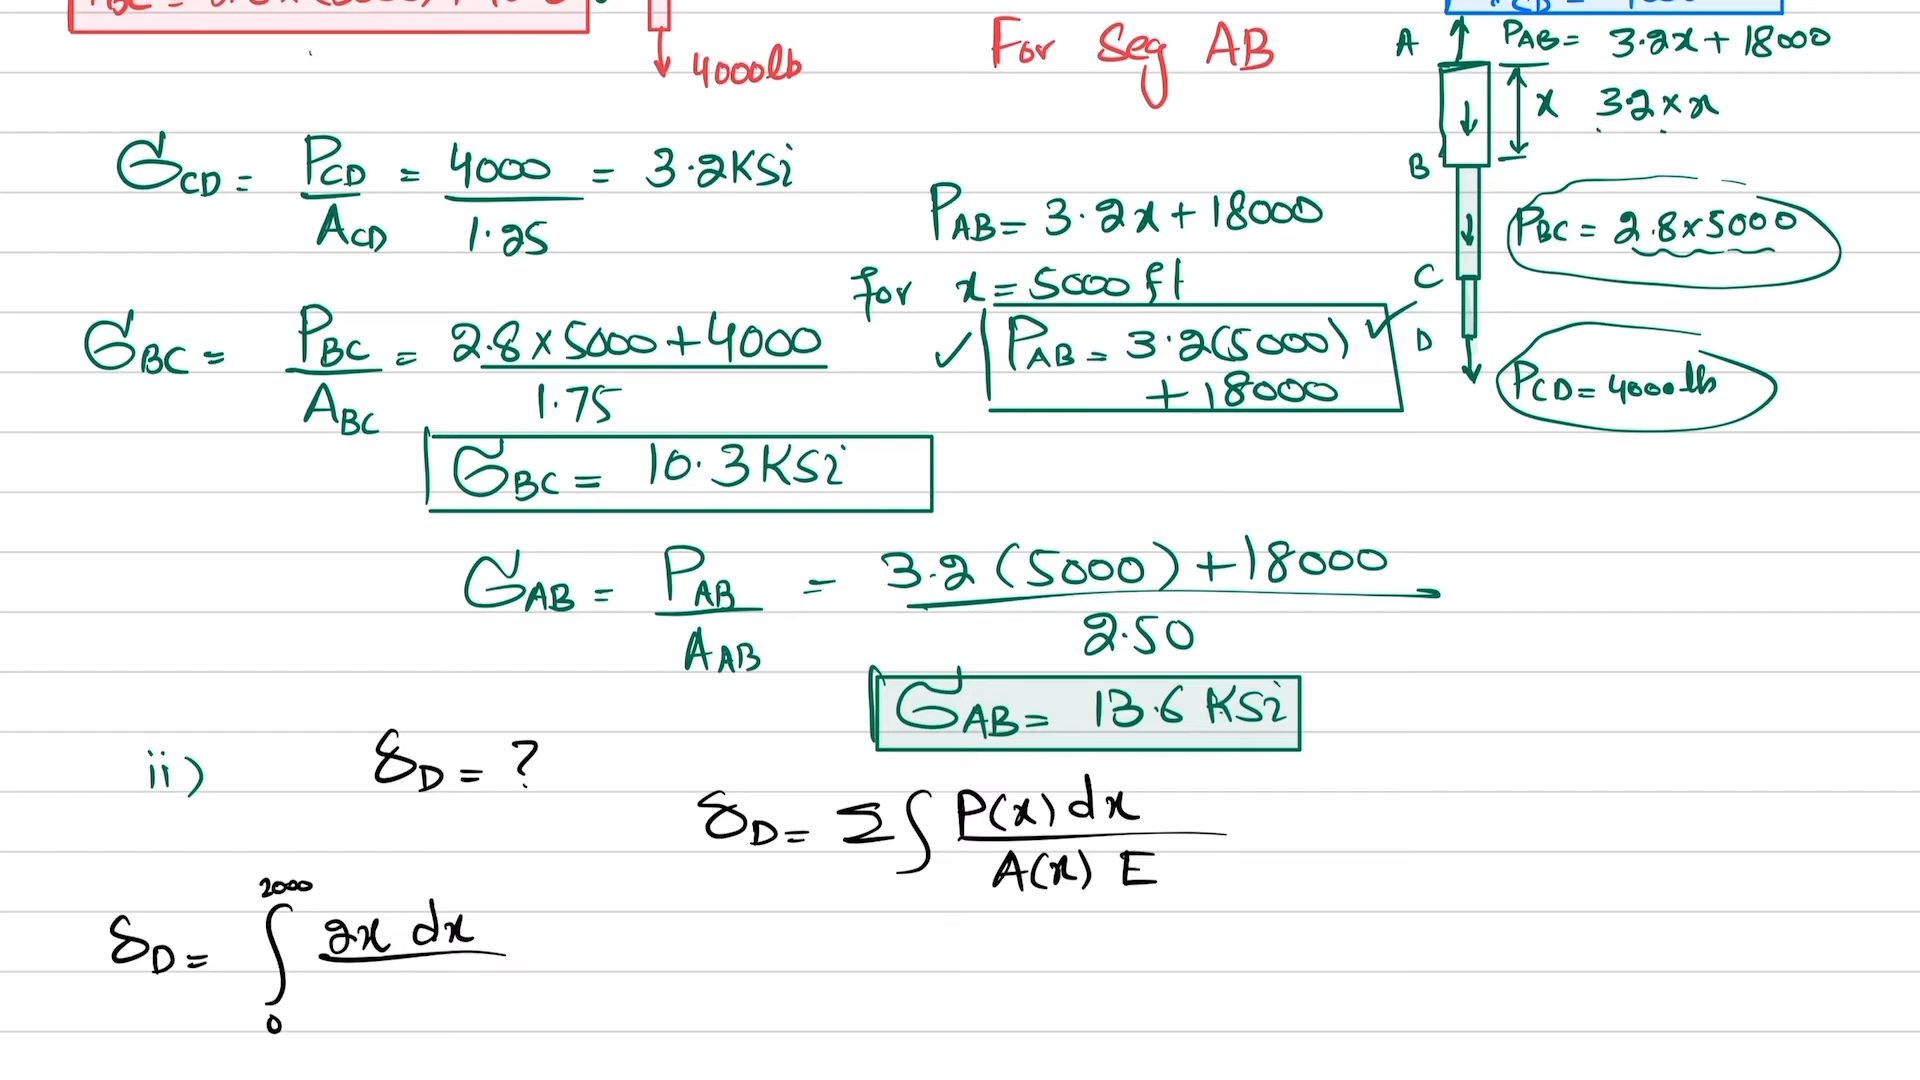 4000lb
For Seg AB
A PAB = 3.2x + 18000
x 3.2 × x
B
σCD = PCD / ACD = 4000 / 1.25 = 3.2KSi
PAB = 3.2x + 18000
PBC = 2.8×5000
for x = 5000 ft
C
σBC = PBC / ABC = 2.8×5000+4000 / 1.75
✓ PAB = 3.2(5000) + 18000 ✓
D
PCD = 4000lb
σBC = 10.3KSi
σAB = PAB / AAB = 3.2(5000)+18000 / 2.50
σAB = 13.6 KSi
ii) δD = ?
δD = Σ∫ P(x) dx / A(x) E
δD = ∫ 0 2000 2x dx